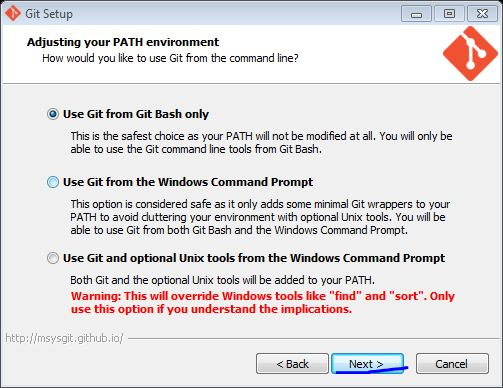 Git Setup
Adjusting your PATH environment
How would you like to use Git from the command line?
Use Git from Git Bash only
This is the safest choice as your PATH will not be modified at all. You will only
be able to use the Git command line tools from Git Bash.
Use Git from the Windows Command Prompt
This option is considered safe as it only adds some minimal Git wrappers to your
PATH to avoid cluttering your environment with optional Unix tools. You will be
able to use Git from both Git Bash and the Windows Command Prompt.
Use Git and optional Unix tools from the Windows Command Prompt
Both Git and the optional Unix tools will be added to your PATH.
Warning: This will override Windows tools like "find" and "sort". Only
use this option if you understand the implications.
http://msysgit.github.io/
< Back Next > Cancel